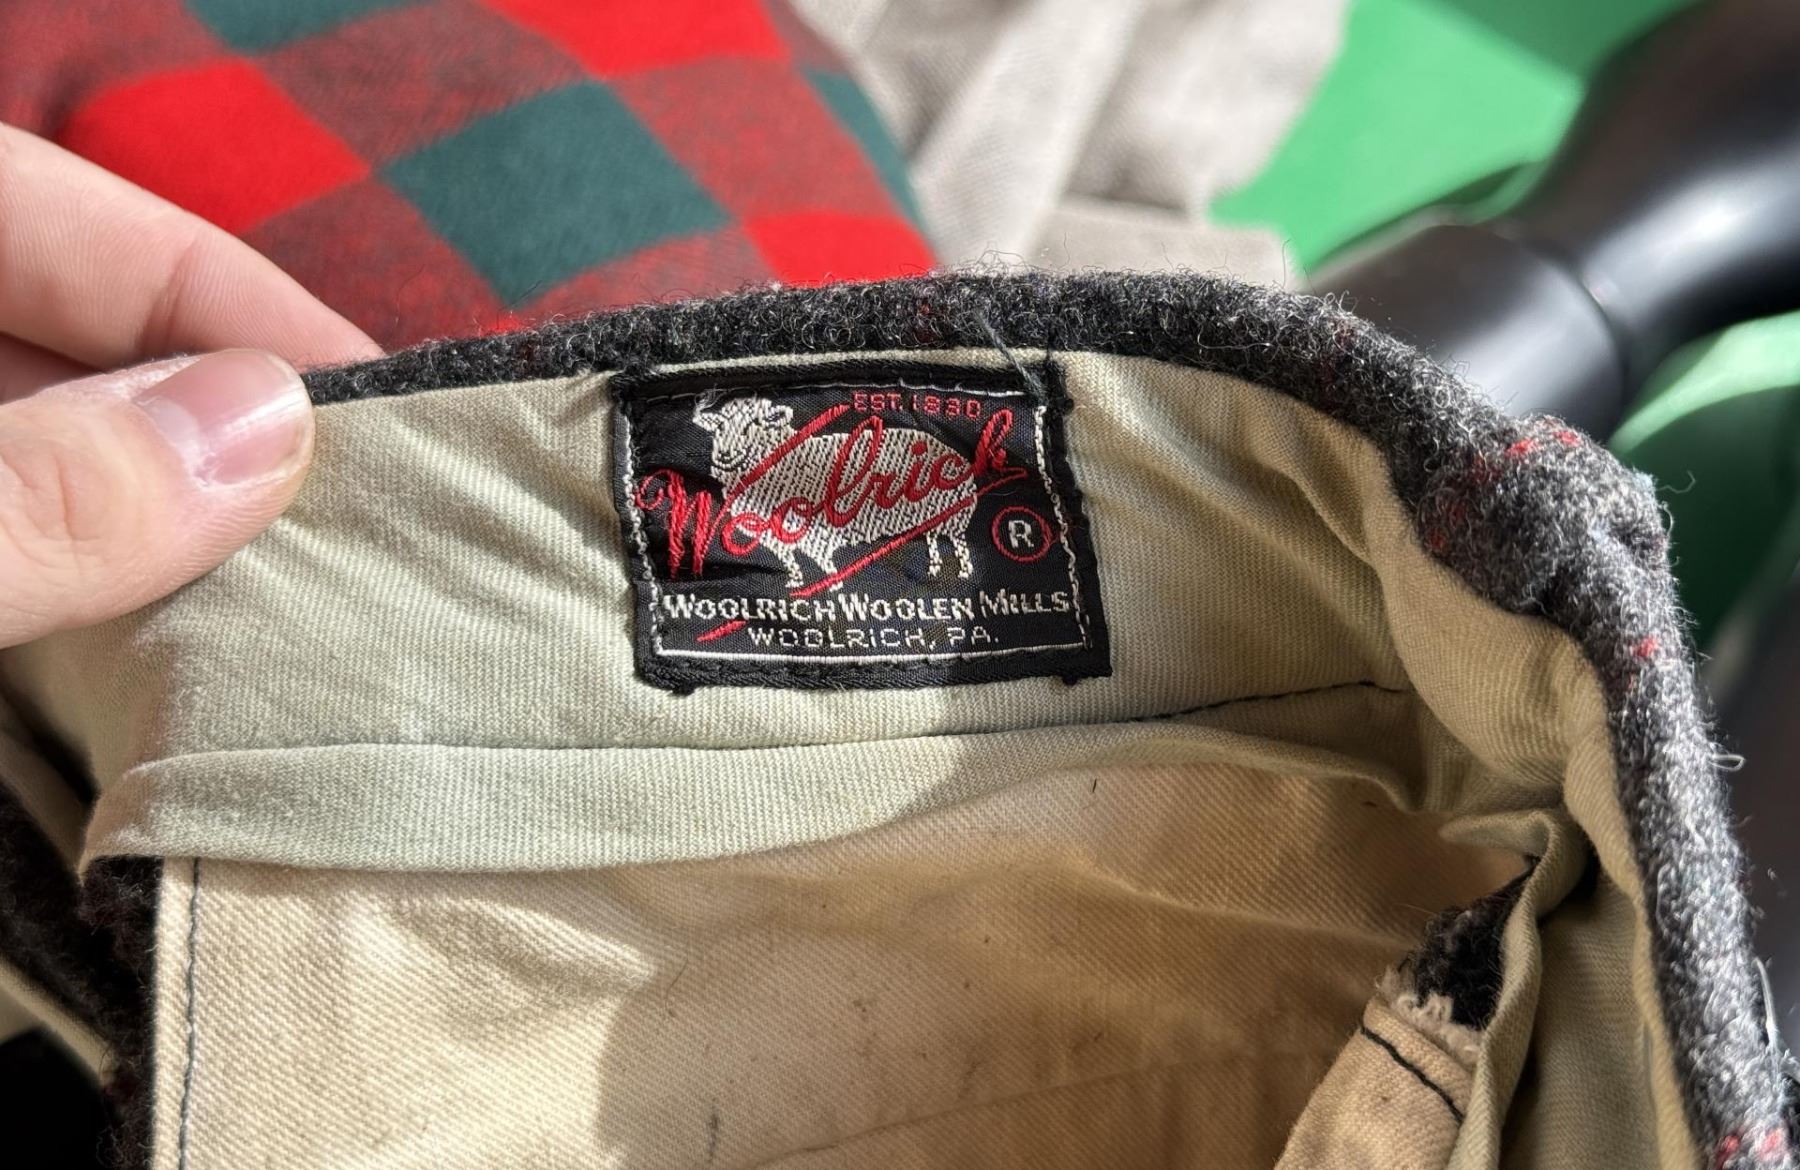 EST. 1830
Woolrich
R
WOOLRICH WOOLEN MILLS
WOOLRICH, PA.